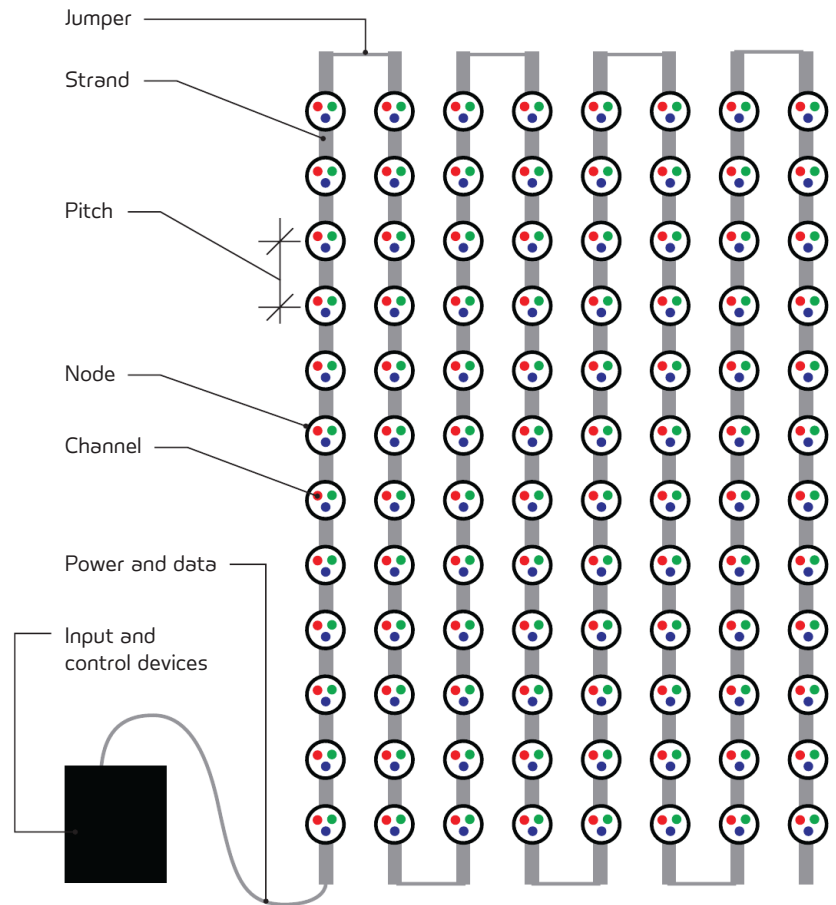 Jumper
Strand
Pitch
Node
Channel
Power and data
Input and
control devices